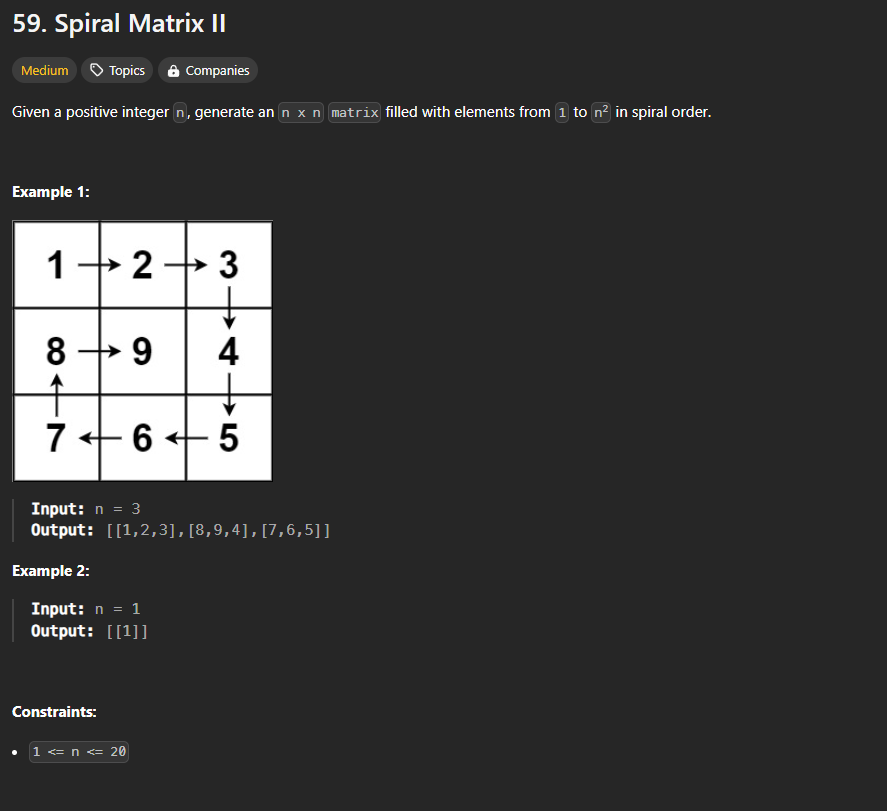 59. Spiral Matrix II
Medium Topics Companies
Given a positive integer n, generate an n x n matrix filled with elements from 1 to n² in spiral order.
Example 1:
1 2 3
8 9 4
7 6 5
Input: n = 3
Output: [[1,2,3],[8,9,4],[7,6,5]]
Example 2:
Input: n = 1
Output: [[1]]
Constraints:
• 1 <= n <= 20